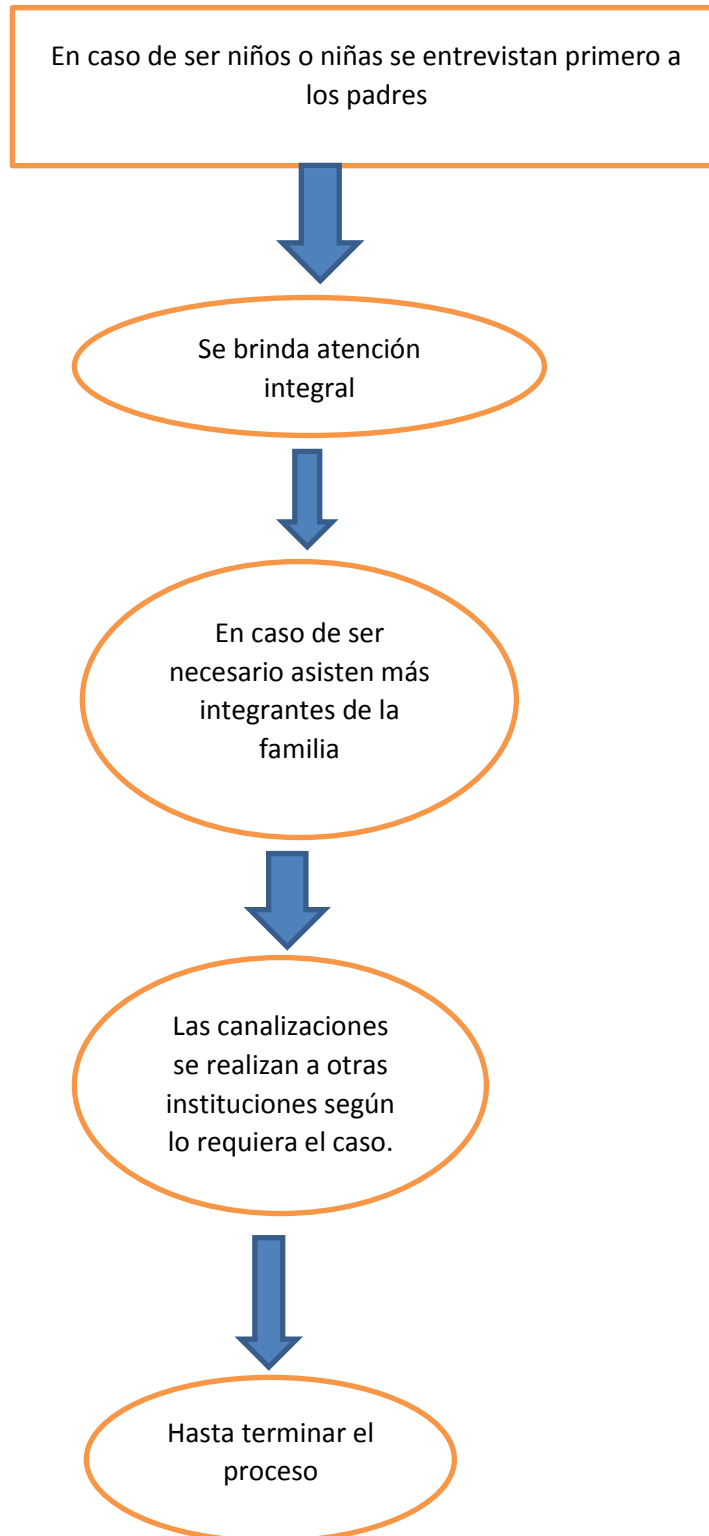 En caso de ser niños o niñas se entrevistan primero a
los padres
Se brinda atención
integral
En caso de ser
necesario asisten más
integrantes de la
familia
Las canalizaciones
se realizan a otras
instituciones según
lo requiera el caso.
Hasta terminar el
proceso